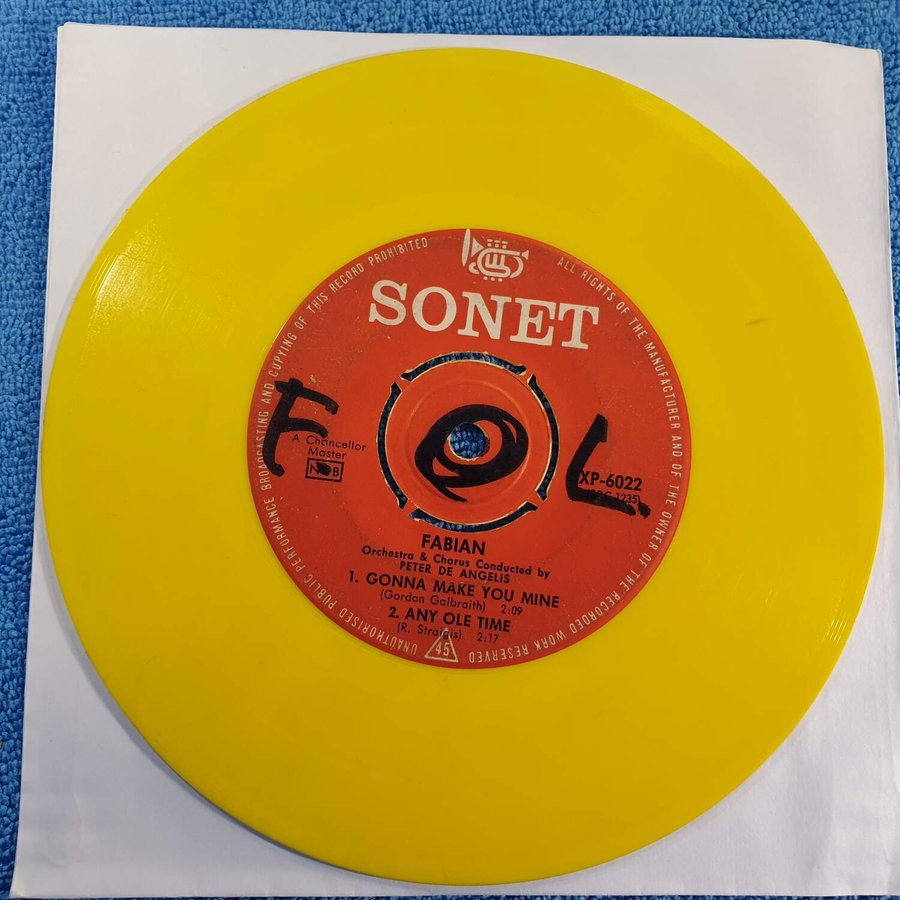 UNAUTHORISED PUBLIC PERFORMANCE BROADCASTING AND COPYING OF THIS RECORD PROHIBITED
ALL RIGHTS OF THE MANUFACTURER AND OF THE OWNER OF THE RECORDED WORK RESERVED
SONET
F O L
A Chancellor
Master
NCB
XP-6022
1235)
FABIAN
Orchestra & Chorus Conducted by
PETER DE ANGELIS
1. GONNA MAKE YOU MINE
(Gordon Galbraith) 2:09
2. ANY OLE TIME
(R. Straigis) 2:17
45